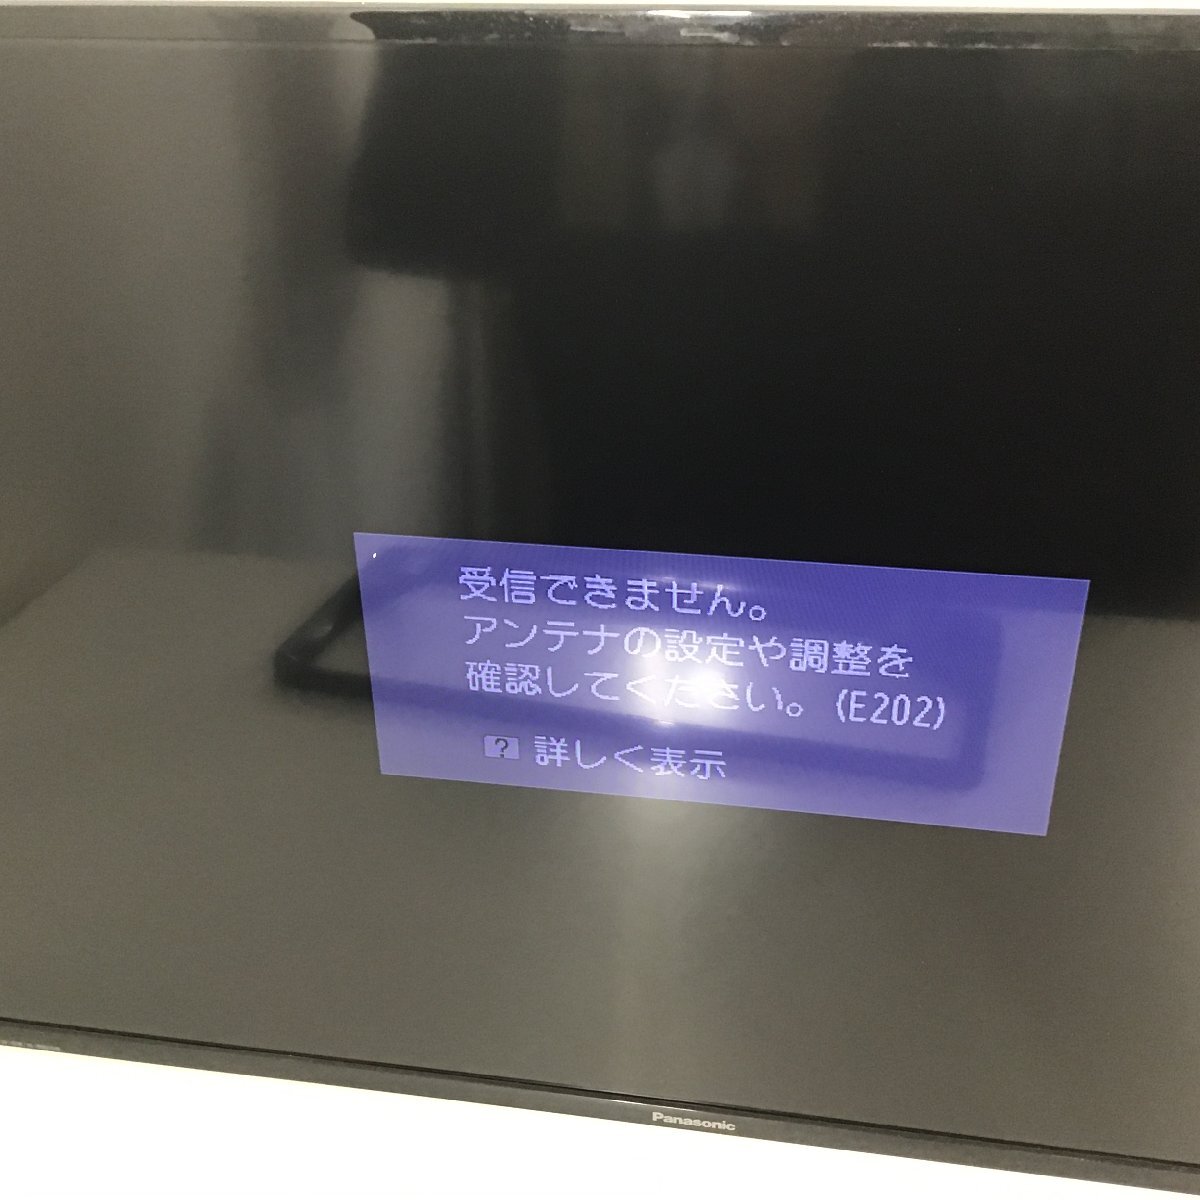 受信できません。
アンテナの設定や調整を
確認してください。(E202)
? 詳しく表示
Panasonic